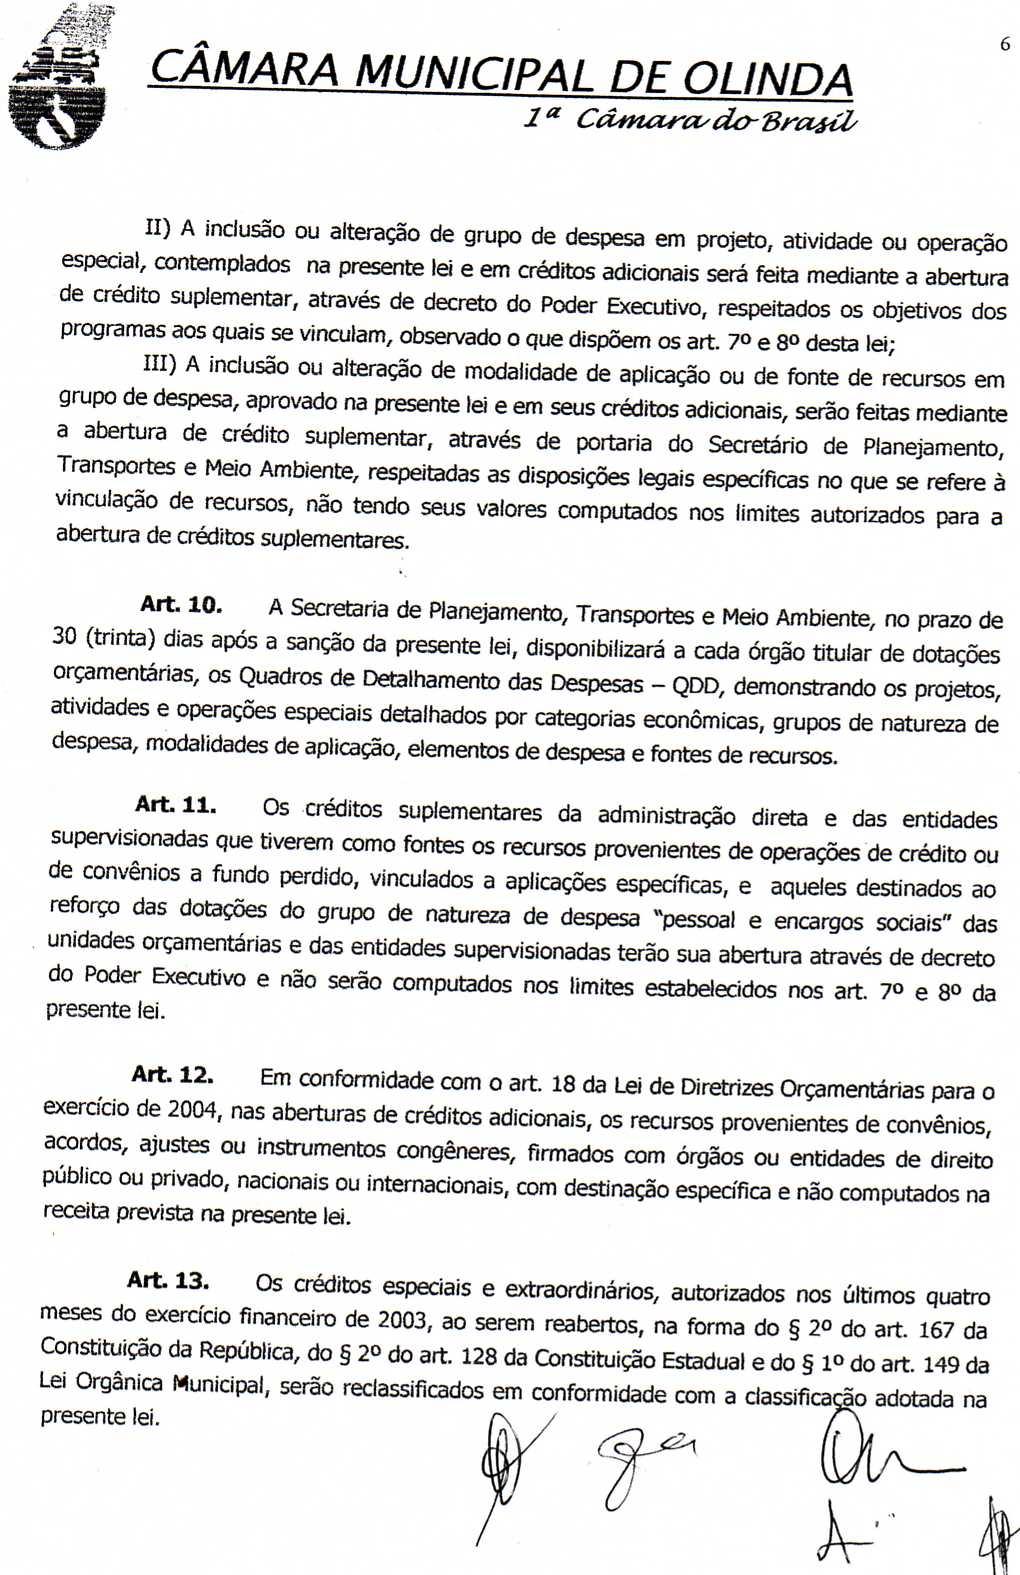 6
CÂMARA MUNICIPAL DE OLINDA
1ª Câmara do Brasil
II) A inclusão ou alteração de grupo de despesa em projeto, atividade ou operação
especial, contemplados na presente lei e em créditos adicionais será feita mediante a abertura
de crédito suplementar, através de decreto do Poder Executivo, respeitados os objetivos dos
programas aos quais se vinculam, observado o que dispõem os art. 7º e 8º desta lei;
III) A inclusão ou alteração de modalidade de aplicação ou de fonte de recursos em
grupo de despesa, aprovado na presente lei e em seus créditos adicionais, serão feitas mediante
a abertura de crédito suplementar, através de portaria do Secretário de Planejamento,
Transportes e Meio Ambiente, respeitadas as disposições legais específicas no que se refere à
vinculação de recursos, não tendo seus valores computados nos limites autorizados para a
abertura de créditos suplementares.
Art. 10. A Secretaria de Planejamento, Transportes e Meio Ambiente, no prazo de
30 (trinta) dias após a sanção da presente lei, disponibilizará a cada órgão titular de dotações
orçamentárias, os Quadros de Detalhamento das Despesas – QDD, demonstrando os projetos,
atividades e operações especiais detalhados por categorias econômicas, grupos de natureza de
despesa, modalidades de aplicação, elementos de despesa e fontes de recursos.
Art. 11. Os créditos suplementares da administração direta e das entidades
supervisionadas que tiverem como fontes os recursos provenientes de operações de crédito ou
de convênios a fundo perdido, vinculados a aplicações específicas, e aqueles destinados ao
reforço das dotações do grupo de natureza de despesa "pessoal e encargos sociais" das
unidades orçamentárias e das entidades supervisionadas terão sua abertura através de decreto
do Poder Executivo e não serão computados nos limites estabelecidos nos art. 7º e 8º da
presente lei.
Art. 12. Em conformidade com o art. 18 da Lei de Diretrizes Orçamentárias para o
exercício de 2004, nas aberturas de créditos adicionais, os recursos provenientes de convênios,
acordos, ajustes ou instrumentos congêneres, firmados com órgãos ou entidades de direito
público ou privado, nacionais ou internacionais, com destinação específica e não computados na
receita prevista na presente lei.
Art. 13. Os créditos especiais e extraordinários, autorizados nos últimos quatro
meses do exercício financeiro de 2003, ao serem reabertos, na forma do § 2º do art. 167 da
Constituição da República, do § 2º do art. 128 da Constituição Estadual e do § 1º do art. 149 da
Lei Orgânica Municipal, serão reclassificados em conformidade com a classificação adotada na
presente lei.